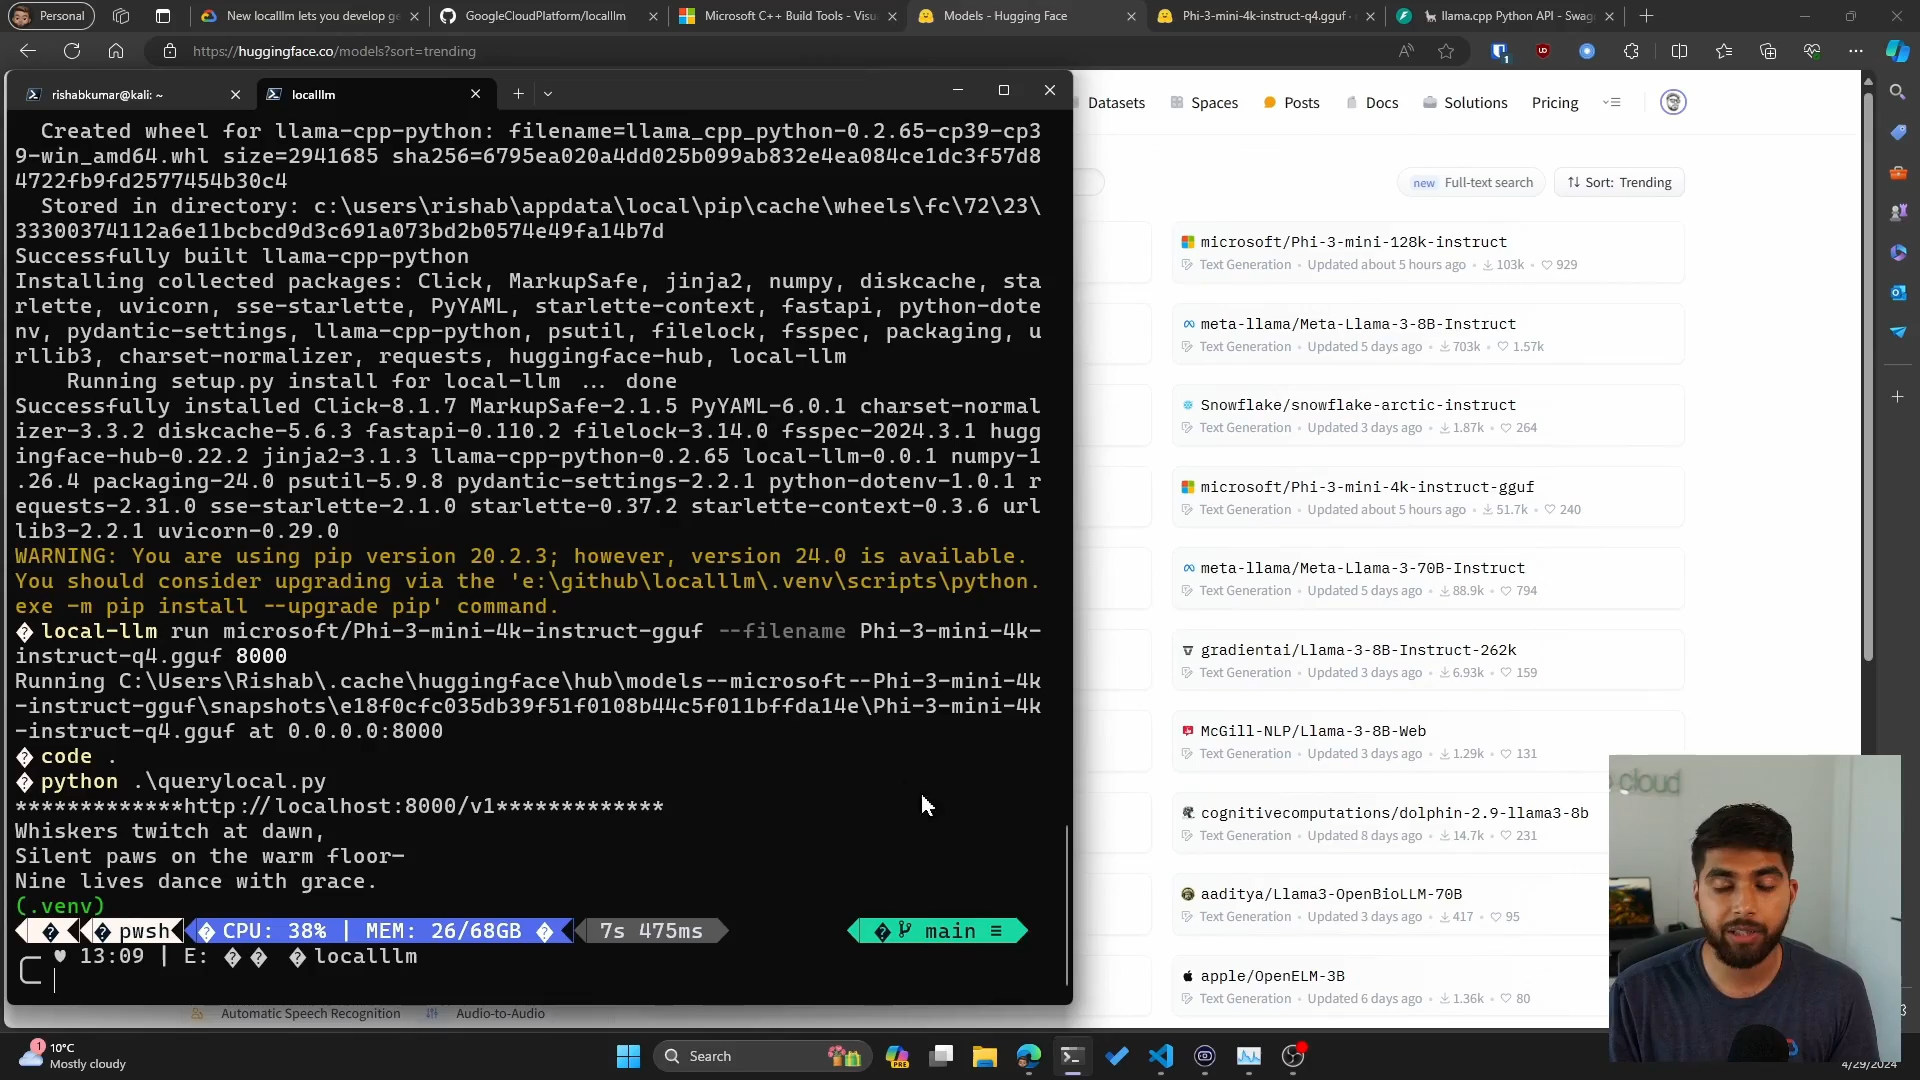 Personal
New localllm lets you develop ge
GoogleCloudPlatform/localllm
Microsoft C++ Build Tools - Visua
Models - Hugging Face
Phi-3-mini-4k-instruct-q4.gguf ·
llama.cpp Python API - Swag
https://huggingface.co/models?sort=trending
rishabkumar@kali: ~
localllm
Datasets
Spaces
Posts
Docs
Solutions
Pricing
new Full-text search
Sort: Trending
Created wheel for llama-cpp-python: filename=llama_cpp_python-0.2.65-cp39-cp3
9-win_amd64.whl size=2941685 sha256=6795ea020a4dd025b099ab832e4ea084ce1dc3f57d8
4722fb9fd2577454b30c4
Stored in directory: c:\users\rishab\appdata\local\pip\cache\wheels\fc\72\23\
33300374112a6e11bcbcd9d3c691a073bd2b0574e49fa14b7d
Successfully built llama-cpp-python
Installing collected packages: Click, MarkupSafe, jinja2, numpy, diskcache, sta
rlette, uvicorn, sse-starlette, PyYAML, starlette-context, fastapi, python-dote
nv, pydantic-settings, llama-cpp-python, psutil, filelock, fsspec, packaging, u
rllib3, charset-normalizer, requests, huggingface-hub, local-llm
Running setup.py install for local-llm ... done
Successfully installed Click-8.1.7 MarkupSafe-2.1.5 PyYAML-6.0.1 charset-normal
izer-3.3.2 diskcache-5.6.3 fastapi-0.110.2 filelock-3.14.0 fsspec-2024.3.1 hugg
ingface-hub-0.22.2 jinja2-3.1.3 llama-cpp-python-0.2.65 local-llm-0.0.1 numpy-1
.26.4 packaging-24.0 psutil-5.9.8 pydantic-settings-2.2.1 python-dotenv-1.0.1 r
equests-2.31.0 sse-starlette-2.1.0 starlette-0.37.2 starlette-context-0.3.6 url
lib3-2.2.1 uvicorn-0.29.0
WARNING: You are using pip version 20.2.3; however, version 24.0 is available.
You should consider upgrading via the 'e:\github\localllm\.venv\scripts\python.
exe -m pip install --upgrade pip' command.
local-llm run microsoft/Phi-3-mini-4k-instruct-gguf --filename Phi-3-mini-4k-
instruct-q4.gguf 8000
Running C:\Users\Rishab\.cache\huggingface\hub\models--microsoft--Phi-3-mini-4k
-instruct-gguf\snapshots\e18f0cfc035db39f51f0108b44c5f011bffda14e\Phi-3-mini-4k
-instruct-q4.gguf at 0.0.0.0:8000
code .
python .\querylocal.py
*************http://localhost:8000/v1*************
Whiskers twitch at dawn,
Silent paws on the warm floor—
Nine lives dance with grace.
(.venv)
pwsh CPU: 38% | MEM: 26/68GB 7s 475ms main ≡
♥ 13:09 | E: localllm
microsoft/Phi-3-mini-128k-instruct
Text Generation • Updated about 5 hours ago • 103k • 929
meta-llama/Meta-Llama-3-8B-Instruct
Text Generation • Updated 5 days ago • 703k • 1.57k
Snowflake/snowflake-arctic-instruct
Text Generation • Updated 3 days ago • 1.87k • 264
microsoft/Phi-3-mini-4k-instruct-gguf
Text Generation • Updated about 5 hours ago • 51.7k • 240
meta-llama/Meta-Llama-3-70B-Instruct
Text Generation • Updated 5 days ago • 88.9k • 794
gradientai/Llama-3-8B-Instruct-262k
Text Generation • Updated 3 days ago • 6.93k • 159
McGill-NLP/Llama-3-8B-Web
Text Generation • Updated 3 days ago • 1.29k • 131
cognitivecomputations/dolphin-2.9-llama3-8b
Text Generation • Updated 8 days ago • 14.7k • 231
aaditya/Llama3-OpenBioLLM-70B
Text Generation • Updated 3 days ago • 417 • 95
apple/OpenELM-3B
Text Generation • Updated 6 days ago • 1.36k • 80
Automatic Speech Recognition
Audio-to-Audio
cloud
1
10°C
Mostly cloudy
Search
PRE
4/29/2024